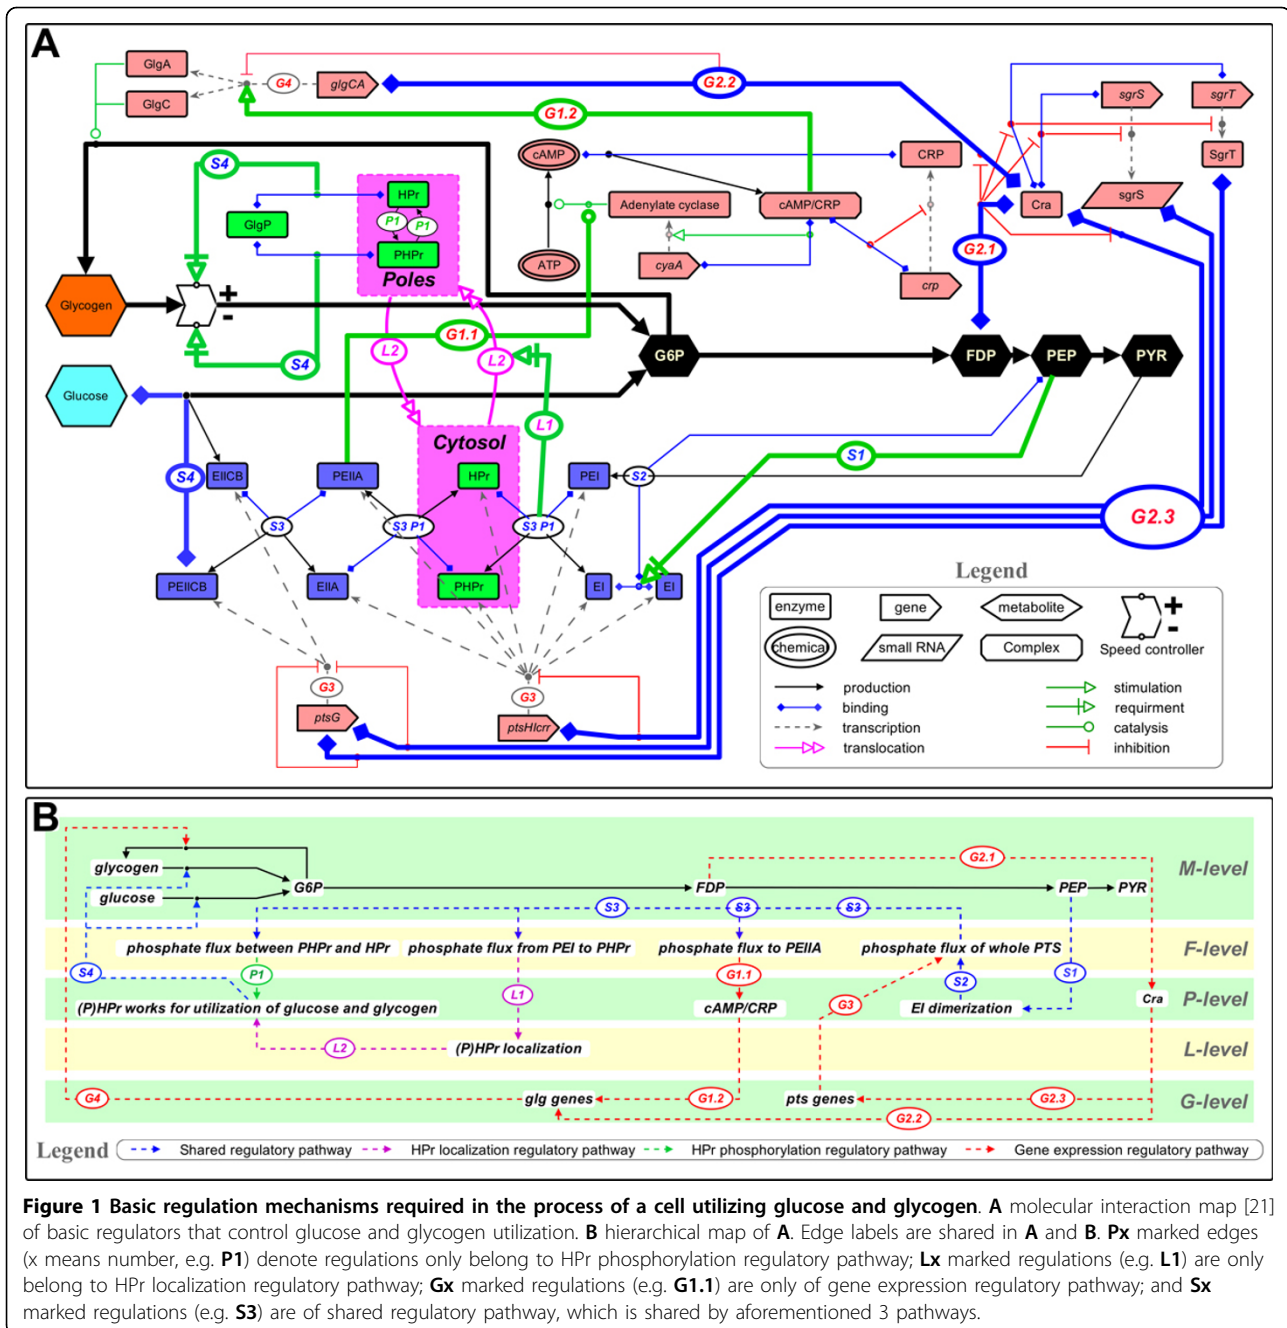 A
GlgA
GlgC
G4
glgCA
G2.2
G1.2
sgrS
sgrT
SgrT
sgrS
cAMP
CRP
Cra
Adenylate cyclase
cAMP/CRP
ATP
cyaA
crp
G2.1
S4
HPr
P1
P1
PHPr
Poles
GlgP
Glycogen
+
-
S4
G1.1
L2
L2
L1
G6P
FDP
PEP
PYR
Glucose
Cytosol
S1
S4
EIICB
PEIIA
HPr
PEI
S2
S3
S3 P1
S3 P1
G2.3
PEIICB
EIIA
PHPr
EI
EI
G3
ptsG
G3
ptsHIcrr
Legend
enzyme
gene
metabolite
+
-
chemical
small RNA
Complex
Speed controller
production
stimulation
binding
requirment
transcription
catalysis
translocation
inhibition
B
G2.1
M-level
glycogen
G6P
FDP
PEP
PYR
glucose
S3
S3
S3
phosphate flux between PHPr and HPr
phosphate flux from PEI to PHPr
phosphate flux to PEIIA
phosphate flux of whole PTS
F-level
S4
P1
G1.1
S2
S1
L1
G3
Cra
(P)HPr works for utilization of glucose and glycogen
cAMP/CRP
EI dimerization
P-level
L2
(P)HPr localization
L-level
G4
glg genes
G1.2
pts genes
G2.3
G-level
G2.2
Legend
Shared regulatory pathway
HPr localization regulatory pathway
HPr phosphorylation regulatory pathway
Gene expression regulatory pathway
Figure 1 Basic regulation mechanisms required in the process of a cell utilizing glucose and glycogen. A molecular interaction map [21]
of basic regulators that control glucose and glycogen utilization. B hierarchical map of A. Edge labels are shared in A and B. Px marked edges
(x means number, e.g. P1) denote regulations only belong to HPr phosphorylation regulatory pathway; Lx marked regulations (e.g. L1) are only
belong to HPr localization regulatory pathway; Gx marked regulations (e.g. G1.1) are only of gene expression regulatory pathway; and Sx
marked regulations (e.g. S3) are of shared regulatory pathway, which is shared by aforementioned 3 pathways.